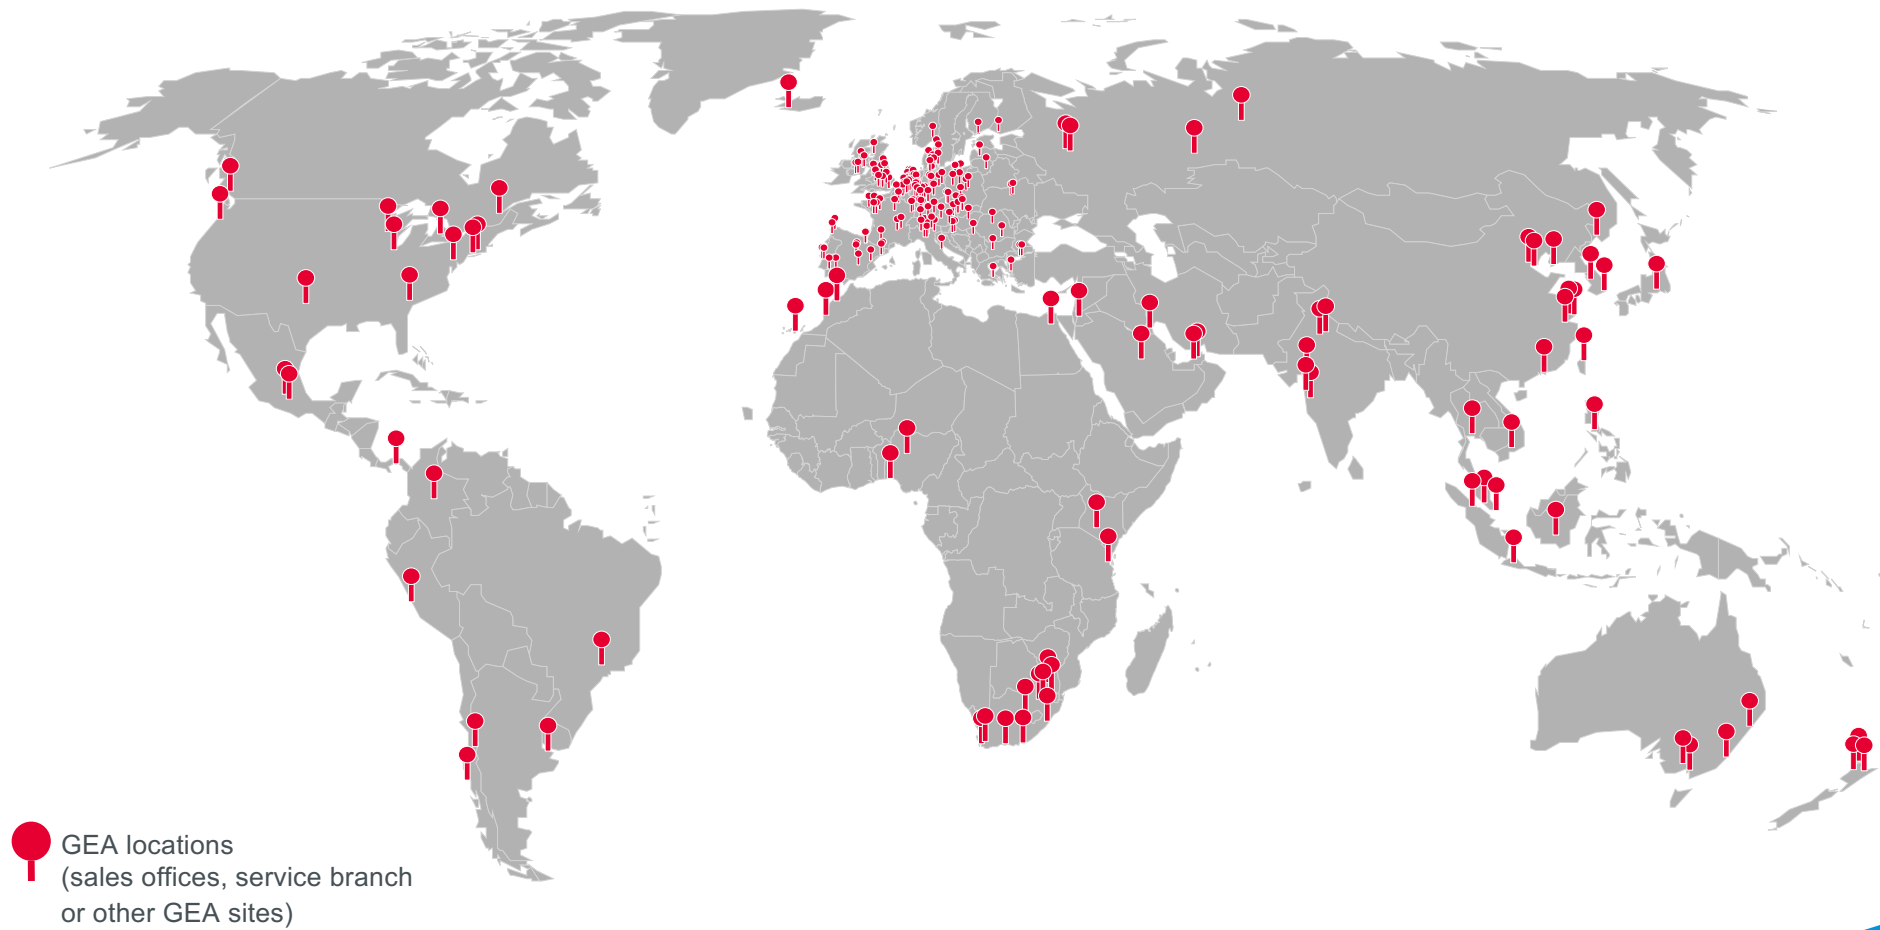 GEA locations
(sales offices, service branch
or other GEA sites)